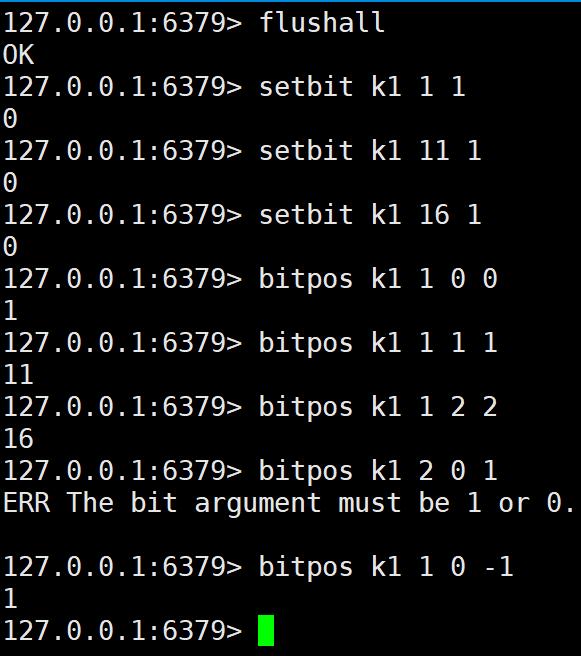 127.0.0.1:6379> flushall
OK
127.0.0.1:6379> setbit k1 1 1
0
127.0.0.1:6379> setbit k1 11 1
0
127.0.0.1:6379> setbit k1 16 1
0
127.0.0.1:6379> bitpos k1 1 0 0
1
127.0.0.1:6379> bitpos k1 1 1 1
11
127.0.0.1:6379> bitpos k1 1 2 2
16
127.0.0.1:6379> bitpos k1 2 0 1
ERR The bit argument must be 1 or 0.

127.0.0.1:6379> bitpos k1 1 0 -1
1
127.0.0.1:6379>